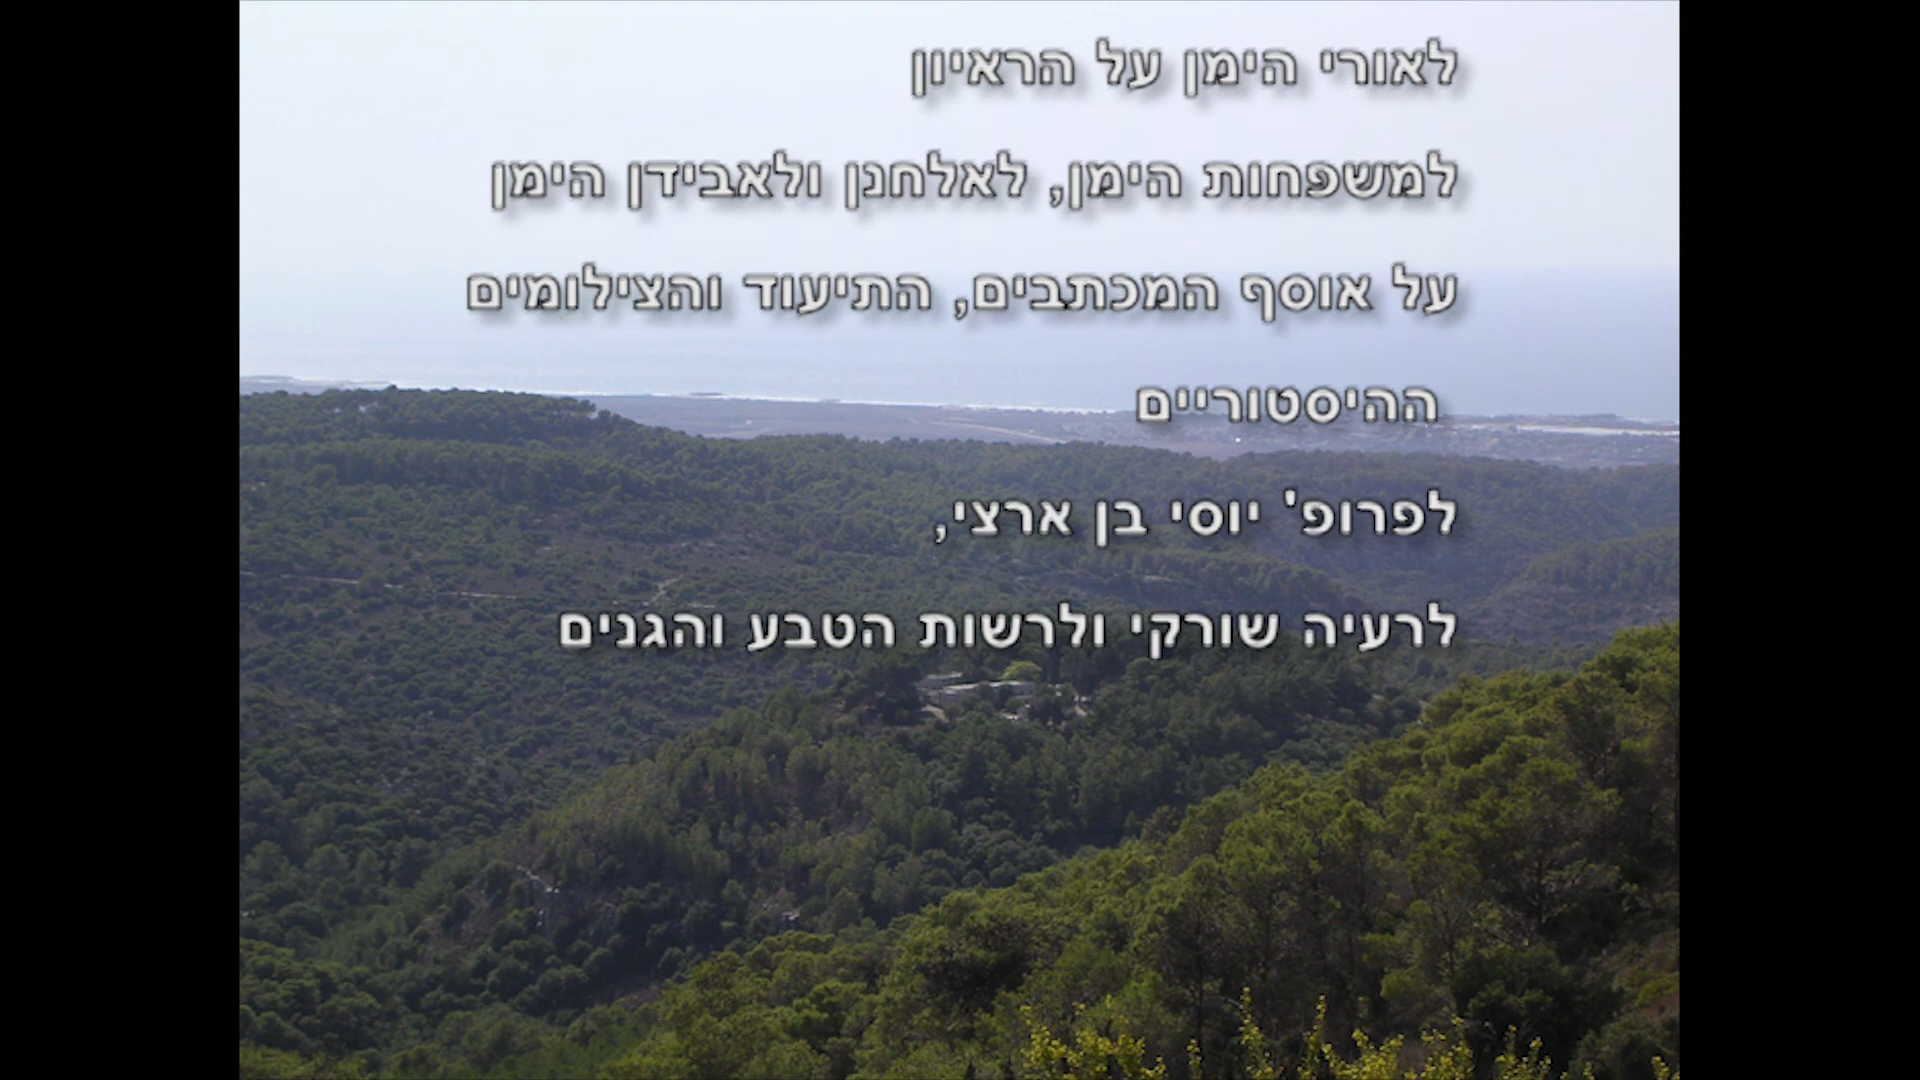 לאורי הימן על הראיון
למשפחות הימן, לאלחנן ולאבידן הימן
על אוסף המכתבים, התיעוד והצילומים
ההיסטוריים
לפרופ' יוסי בן ארצי,
לרעיה שורקי ולרשות הטבע והגנים